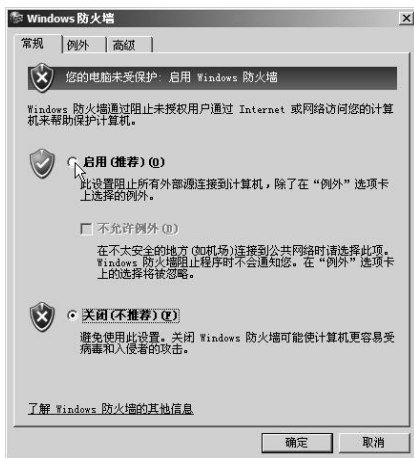 Windows 防火墙
常规 例外 高级
您的电脑未受保护: 启用 Windows 防火墙
Windows 防火墙通过阻止未授权用户通过 Internet 或网络访问您的计算
机来帮助保护计算机。
启用(推荐)(O)
此设置阻止所有外部源连接到计算机，除了在“例外”选项卡
上选择的例外。
不允许例外(D)
在不太安全的地方(如机场)连接到公共网络时请选择此项。
Windows 防火墙阻止程序时不会通知您。在“例外”选项卡
上的选择将被忽略。
关闭(不推荐)(F)
避免使用此设置。关闭 Windows 防火墙可能使计算机更容易受
病毒和入侵者的攻击。
了解 Windows 防火墙的其他信息
确定 取消